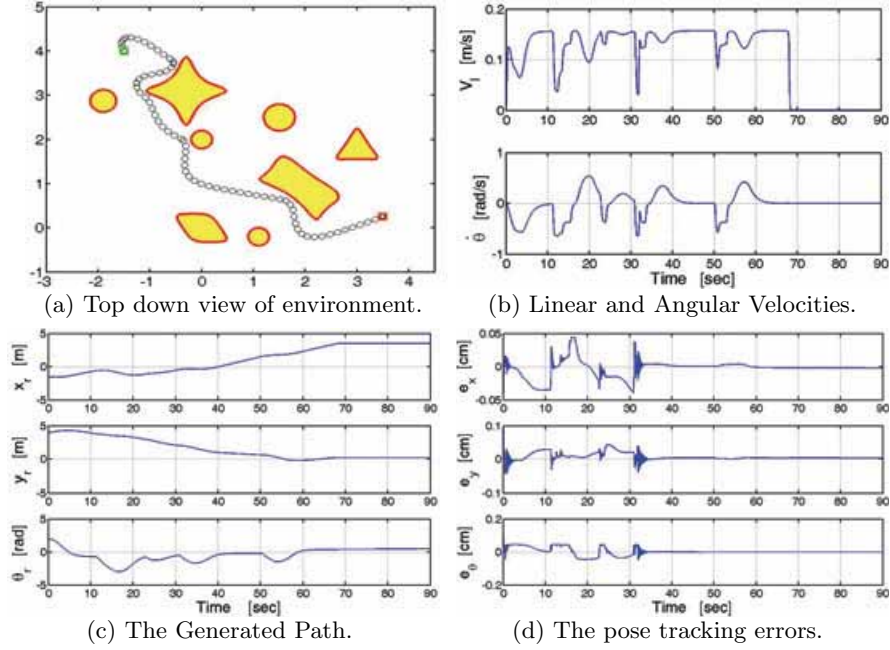 5
4
3
2
1
0
-1
-3 -2 -1 0 1 2 3 4
(a) Top down view of environment.
0.2
0.1
0
V_l [m/s]
0 10 20 30 40 50 60 70 80 90
1
0
-1
θ̇ [rad/s]
0 10 20 30 40 50 60 70 80 90
Time [sec]
(b) Linear and Angular Velocities.
5
0
-5
x_r [m]
0 10 20 30 40 50 60 70 80 90
5
0
-5
y_r [m]
0 10 20 30 40 50 60 70 80 90
5
0
-5
θ_r [rad]
0 10 20 30 40 50 60 70 80 90
Time [sec]
(c) The Generated Path.
0.05
0
-0.05
e_x [cm]
0 10 20 30 40 50 60 70 80 90
0.1
0
-0.1
e_y [cm]
0 10 20 30 40 50 60 70 80 90
0.2
0
-0.2
e_θ [cm]
0 10 20 30 40 50 60 70 80 90
Time [sec]
(d) The pose tracking errors.